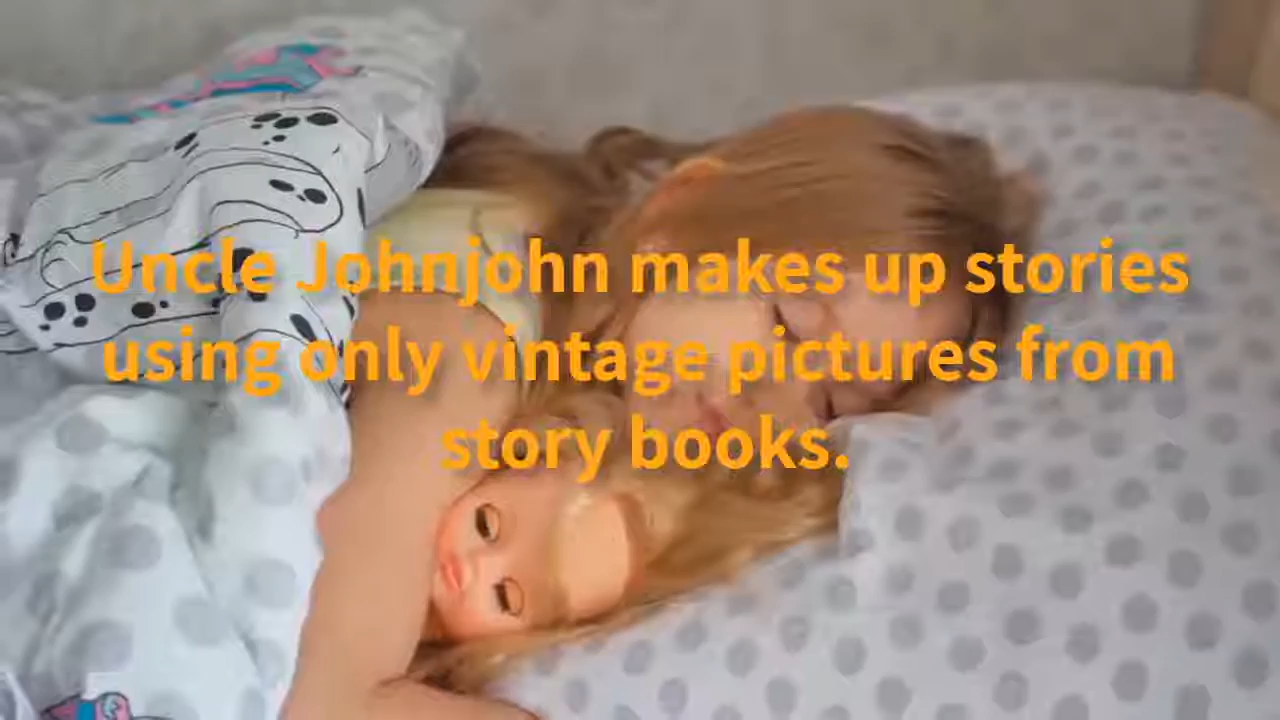 Uncle Johnjohn makes up stories
using only vintage pictures from
story books.